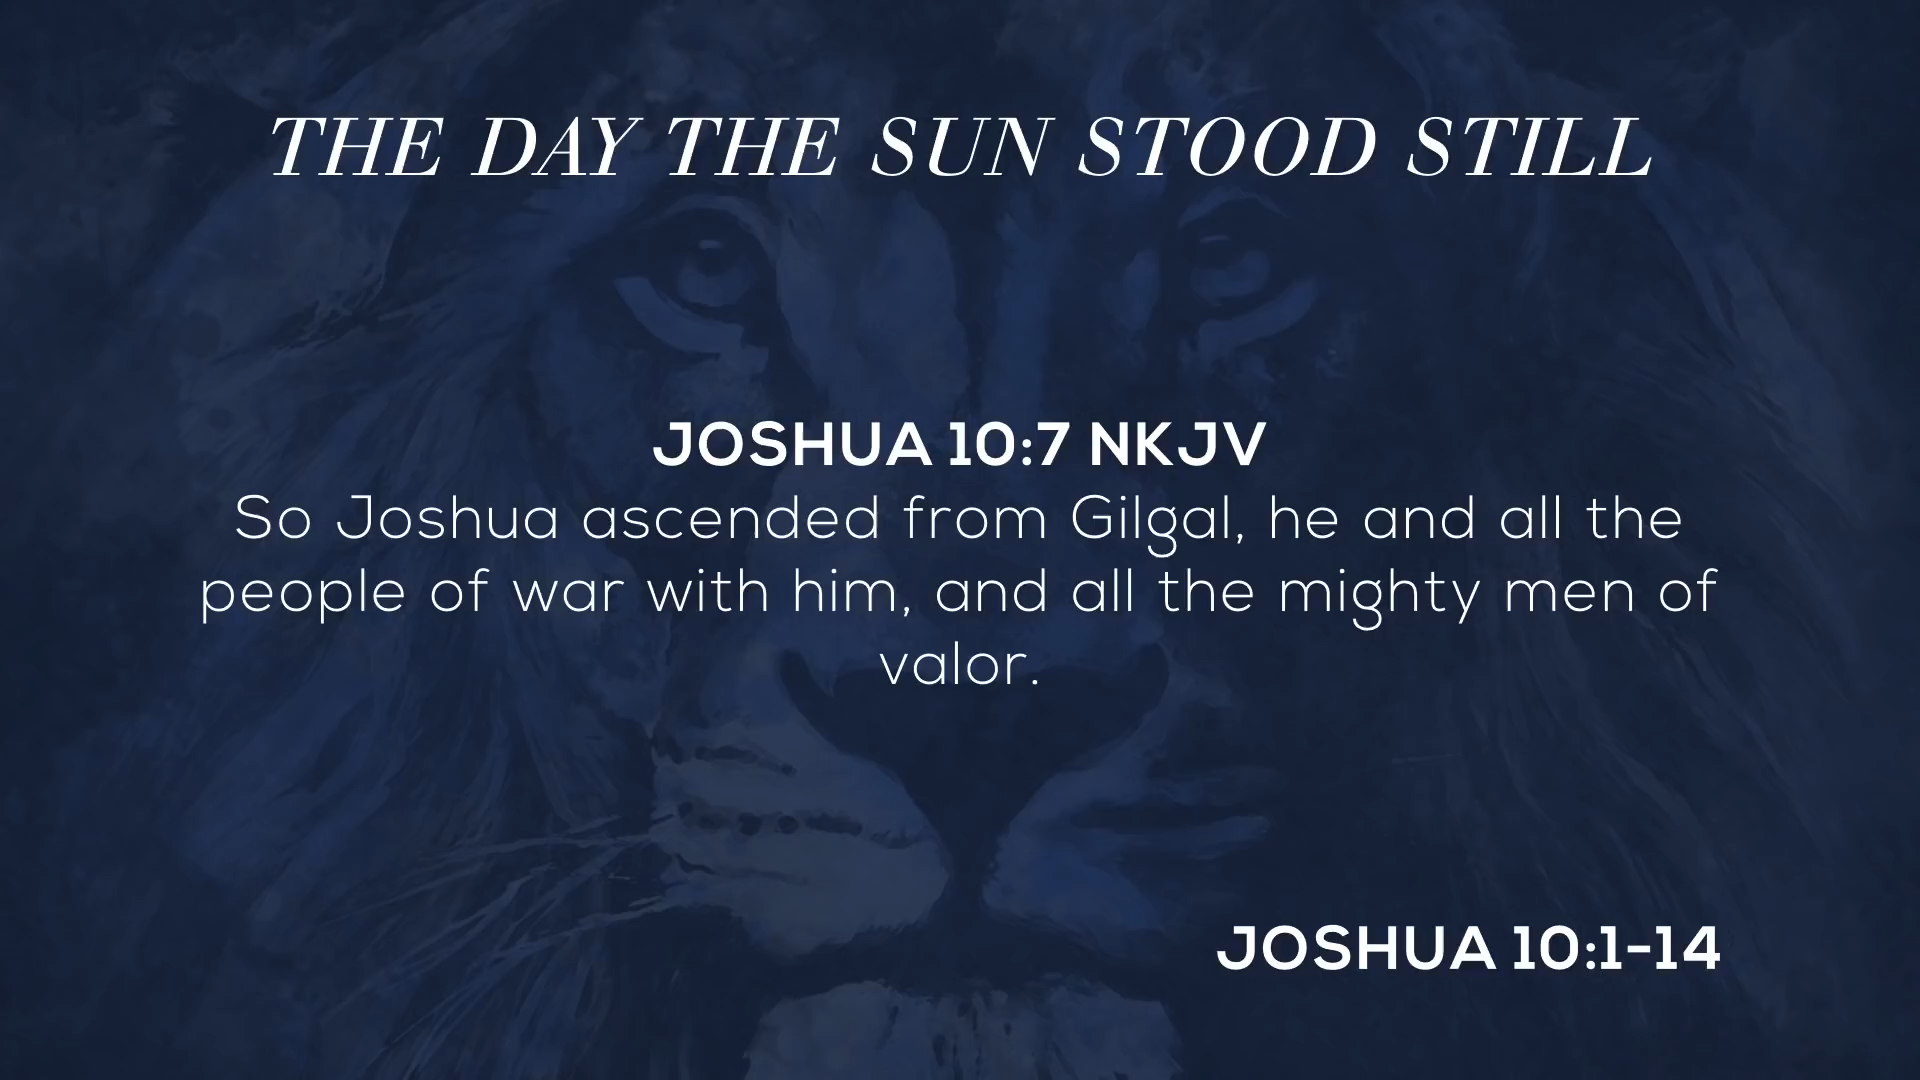 THE DAY THE SUN STOOD STILL
JOSHUA 10:7 NKJV
So Joshua ascended from Gilgal, he and all the
people of war with him, and all the mighty men of
valor.
JOSHUA 10:1-14